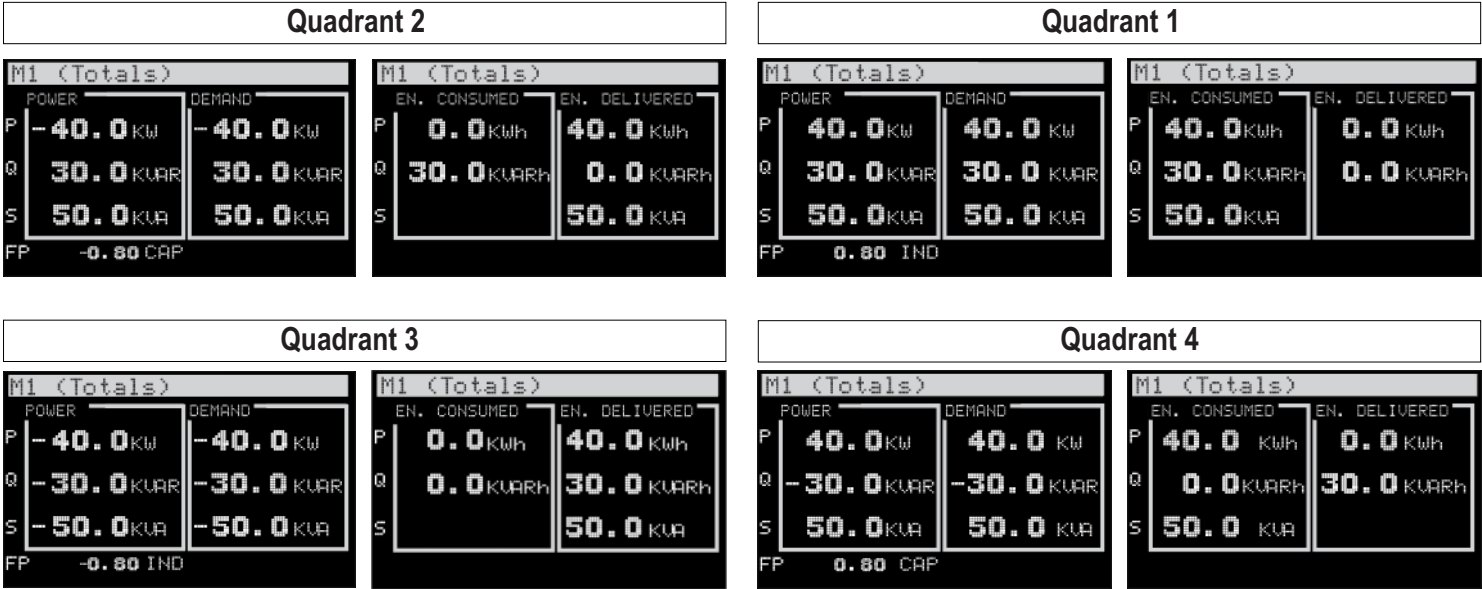 Quadrant 2
M1 (Totals)
POWER DEMAND
P -40.0KW -40.0KW
Q 30.0KVAR 30.0KVAR
S 50.0KVA 50.0KVA
FP -0.80 CAP
M1 (Totals)
EN. CONSUMED EN. DELIVERED
P 0.0KWh 40.0KWh
Q 30.0KVARh 0.0KVARh
S 50.0KVA
Quadrant 1
M1 (Totals)
POWER DEMAND
P 40.0KW 40.0KW
Q 30.0KVAR 30.0KVAR
S 50.0KVA 50.0KVA
FP 0.80 IND
M1 (Totals)
EN. CONSUMED EN. DELIVERED
P 40.0KWh 0.0KWh
Q 30.0KVARh 0.0KVARh
S 50.0KVA
Quadrant 3
M1 (Totals)
POWER DEMAND
P -40.0KW -40.0KW
Q -30.0KVAR -30.0KVAR
S -50.0KVA -50.0KVA
FP -0.80 IND
M1 (Totals)
EN. CONSUMED EN. DELIVERED
P 0.0KWh 40.0KWh
Q 0.0KVARh 30.0KVARh
S 50.0KVA
Quadrant 4
M1 (Totals)
POWER DEMAND
P 40.0KW 40.0 KW
Q -30.0KVAR -30.0KVAR
S 50.0KVA 50.0 KVA
FP 0.80 CAP
M1 (Totals)
EN. CONSUMED EN. DELIVERED
P 40.0 KWh 0.0KWh
Q 0.0KVARh 30.0KVARh
S 50.0 KVA